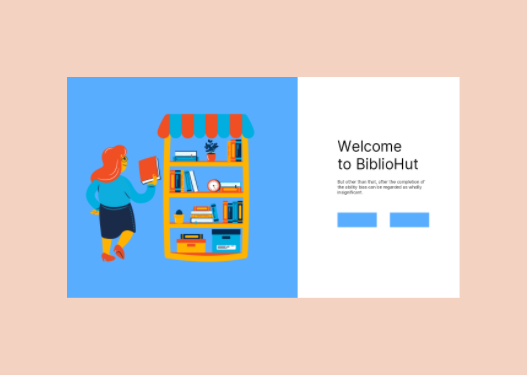 Welcome
to BiblioHut
But other than that, after the completion of
the ability loss can be regarded as wholly
insignificant.